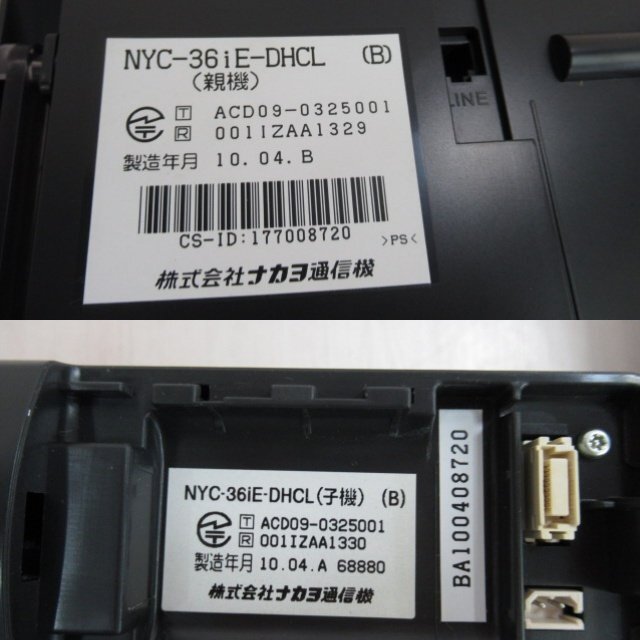 NYC-36iE-DHCL (B)
(親機)
T ACD09-0325001
R 001IZAA1329
製造年月 10.04.B
CS-ID:177008720
>PS<
株式会社ナカヨ通信機
LINE
NYC-36iE-DHCL(子機) (B)
T ACD09-0325001
R 001IZAA1330
製造年月 10.04.A 68880
株式会社ナカヨ通信機
BA100408720